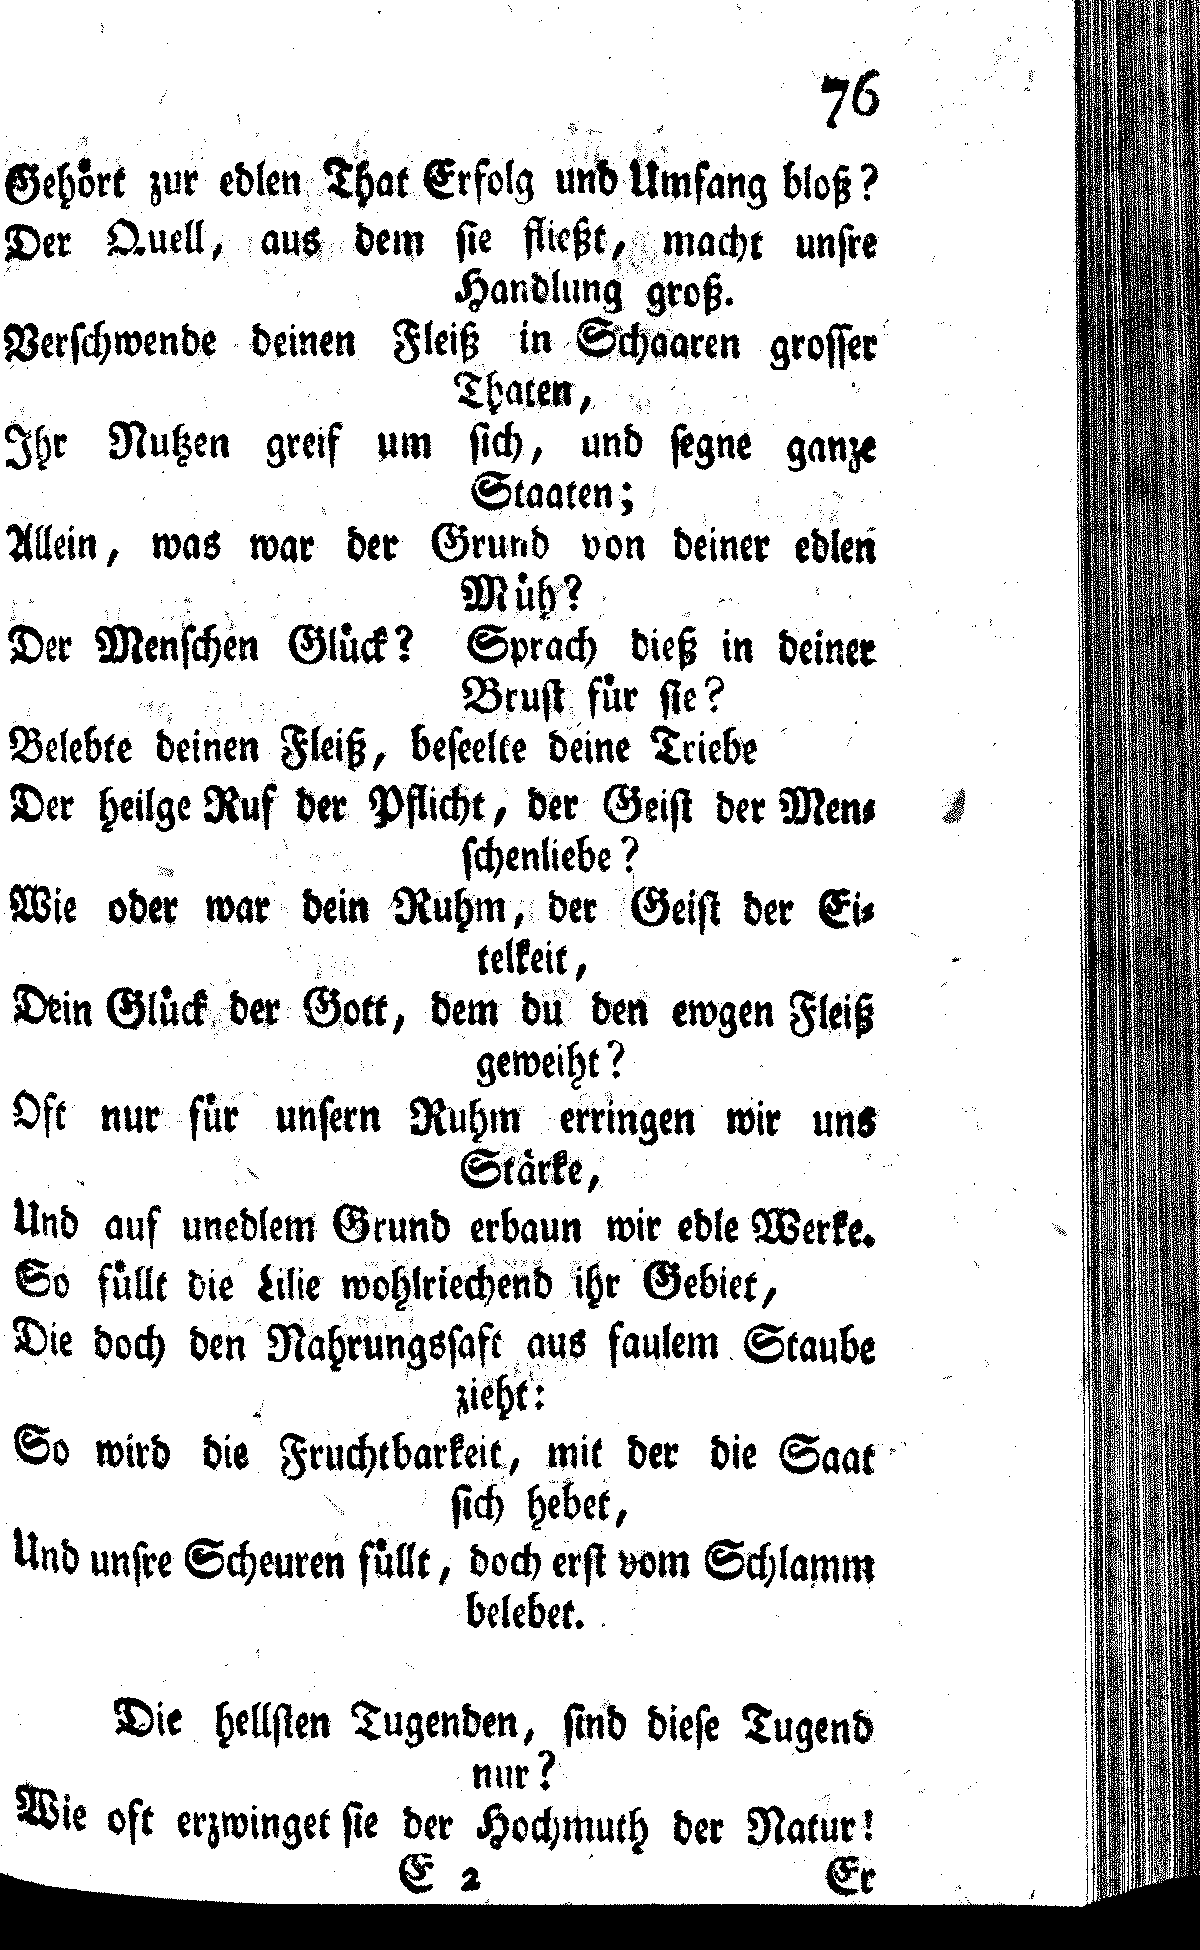 76
Gehört zur edlen That Erfolg und Umfang bloß?
Der Quell, aus dem sie fließt, macht unsre
Handlung groß.
Verschwende deinen Fleiß in Schaaren grosser
Thaten,
Ihr Nutzen greif um sich, und segne ganze
Staaten;
Allein, was war der Grund von deiner edlen
Müh?
Der Menschen Glück? Sprach dieß in deiner
Brust für sie?
Belebte deinen Fleiß, beseelte deine Triebe
Der heilge Ruf der Pflicht, der Geist der Men-
schenliebe?
Wie oder war dein Ruhm, der Geist der Ei-
telkeit,
Dein Glück der Gott, dem du den ewgen Fleiß
geweiht?
Oft nur für unsern Ruhm erringen wir uns
Stärke,
Und auf unedlem Grund erbaun wir edle Werke.
So füllt die Lilie wohlriechend ihr Gebiet,
Die doch den Nahrungssaft aus faulem Staube
zieht:
So wird die Fruchtbarkeit, mit der die Saat
sich hebet,
Und unsre Scheuren füllt, doch erst vom Schlamm
belebet.
Die hellsten Tugenden, sind diese Tugend
nur?
Wie oft erzwinget sie der Hochmuth der Natur!
E 2 Er